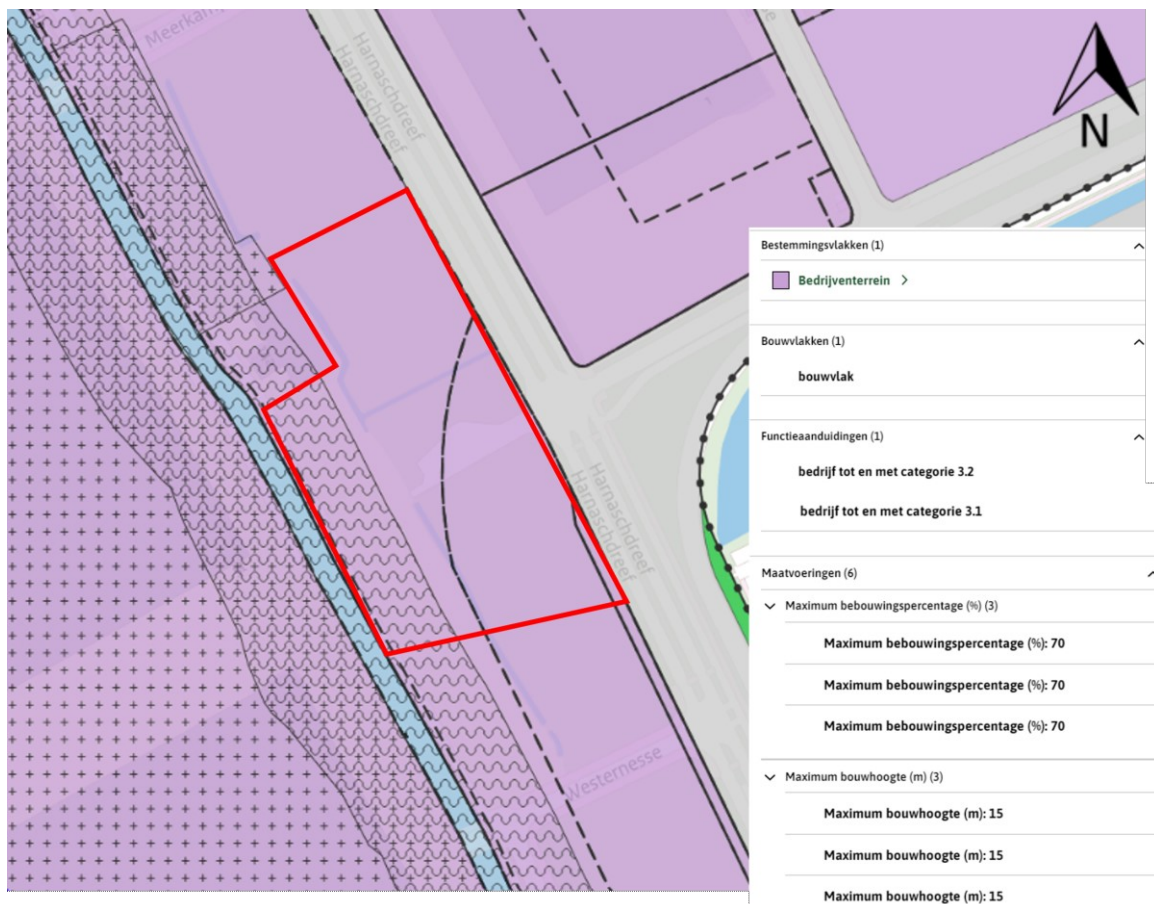 Meerkam
Harnaschdreef
Harnaschdreef
N
Bestemmingsvlakken (1)
Bedrijventerrein
Bouwvlakken (1)
bouwvlak
Functieaanduidingen (1)
bedrijf tot en met categorie 3.2
bedrijf tot en met categorie 3.1
Harnaschdreef
Harnaschdreef
Maatvoeringen (6)
Maximum bebouwingspercentage (%) (3)
Maximum bebouwingspercentage (%): 70
Maximum bebouwingspercentage (%): 70
Maximum bebouwingspercentage (%): 70
Westernesse
Maximum bouwhoogte (m) (3)
Maximum bouwhoogte (m): 15
Maximum bouwhoogte (m): 15
Maximum bouwhoogte (m): 15